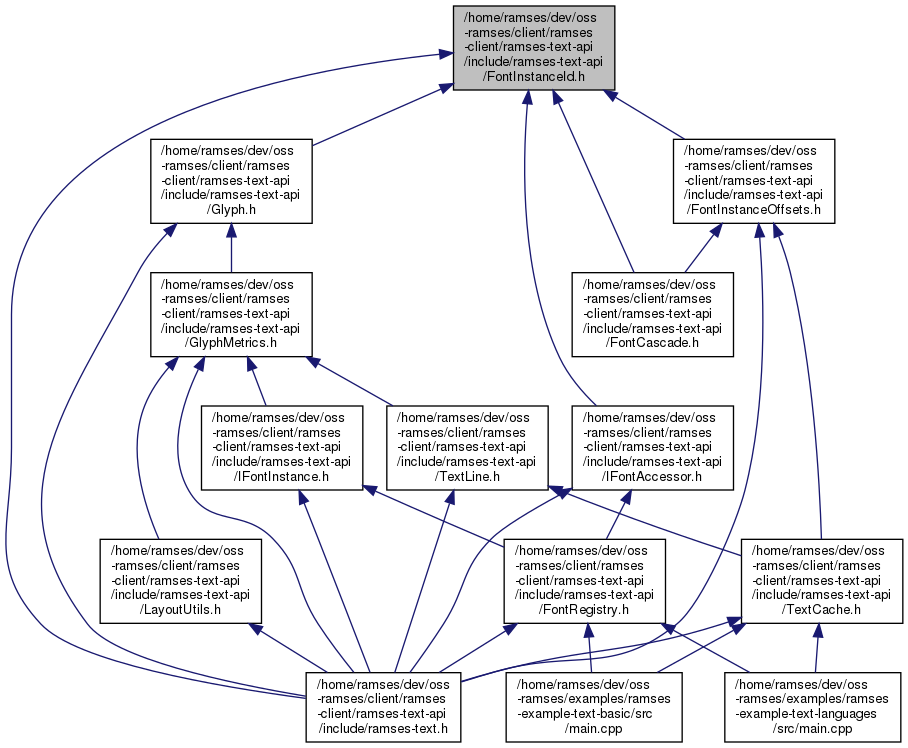 /home/ramses/dev/oss
-ramses/client/ramses
-client/ramses-text-api
/include/ramses-text-api
/FontInstanceId.h
/home/ramses/dev/oss
-ramses/client/ramses
-client/ramses-text-api
/include/ramses-text-api
/Glyph.h
/home/ramses/dev/oss
-ramses/client/ramses
-client/ramses-text-api
/include/ramses-text-api
/FontInstanceOffsets.h
/home/ramses/dev/oss
-ramses/client/ramses
-client/ramses-text-api
/include/ramses-text-api
/GlyphMetrics.h
/home/ramses/dev/oss
-ramses/client/ramses
-client/ramses-text-api
/include/ramses-text-api
/FontCascade.h
/home/ramses/dev/oss
-ramses/client/ramses
-client/ramses-text-api
/include/ramses-text-api
/IFontInstance.h
/home/ramses/dev/oss
-ramses/client/ramses
-client/ramses-text-api
/include/ramses-text-api
/TextLine.h
/home/ramses/dev/oss
-ramses/client/ramses
-client/ramses-text-api
/include/ramses-text-api
/IFontAccessor.h
/home/ramses/dev/oss
-ramses/client/ramses
-client/ramses-text-api
/include/ramses-text-api
/LayoutUtils.h
/home/ramses/dev/oss
-ramses/client/ramses
-client/ramses-text-api
/include/ramses-text-api
/FontRegistry.h
/home/ramses/dev/oss
-ramses/client/ramses
-client/ramses-text-api
/include/ramses-text-api
/TextCache.h
/home/ramses/dev/oss
-ramses/client/ramses
-client/ramses-text-api
/include/ramses-text.h
/home/ramses/dev/oss
-ramses/examples/ramses
-example-text-basic/src
/main.cpp
/home/ramses/dev/oss
-ramses/examples/ramses
-example-text-languages
/src/main.cpp